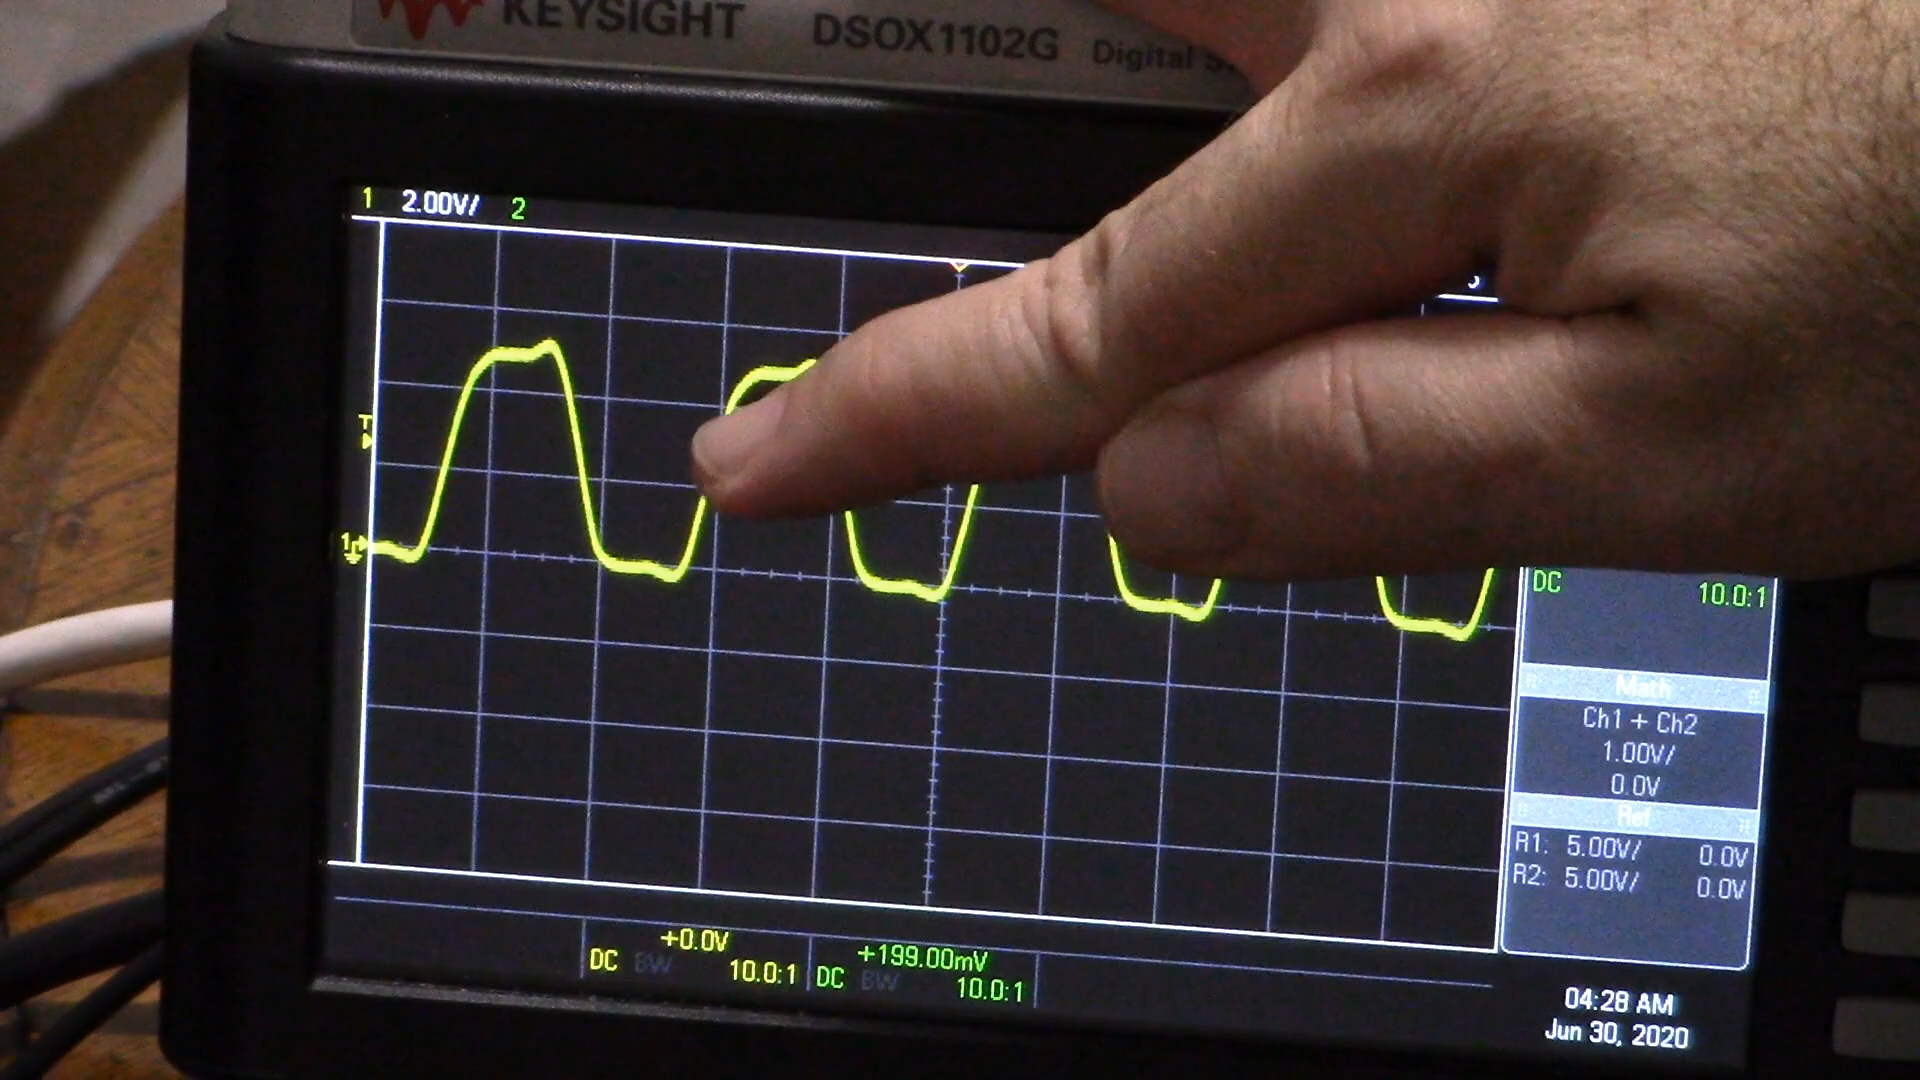 KEYSIGHT DSOX1102G Digital
1 2.00V/ 2
T
1
DC 10.0:1
Math
Ch1 + Ch2
1.00V/
0.0V
Ref
R1: 5.00V/ 0.0V
R2: 5.00V/ 0.0V
+0.0V
DC BW 10.0:1
+199.00mV
DC BW 10.0:1
04:28 AM
Jun 30, 2020